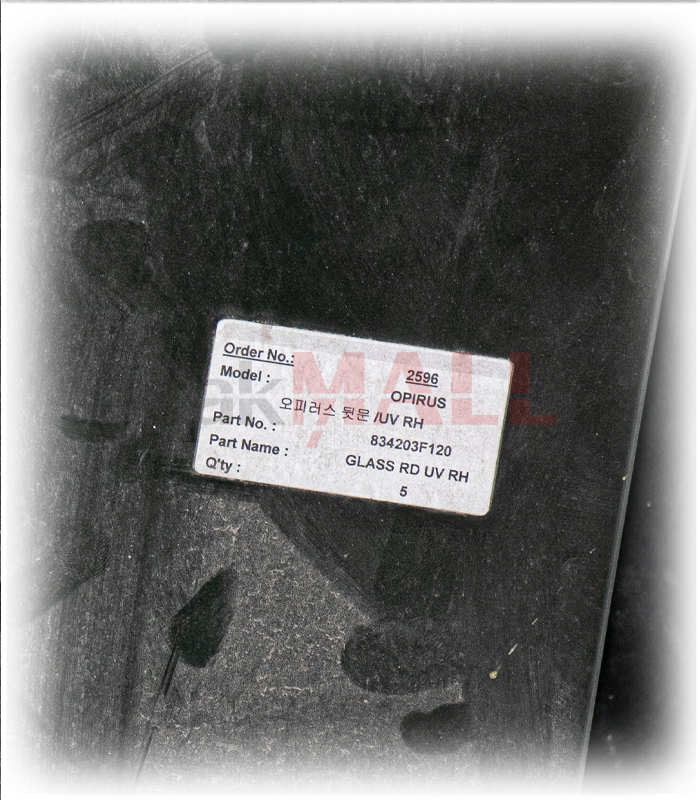 Order No.: 2596
Model : OPIRUS
오피러스 뒷문 /UV RH
Part No. : 834203F120
Part Name : GLASS RD UV RH
Q'ty : 5
MALL